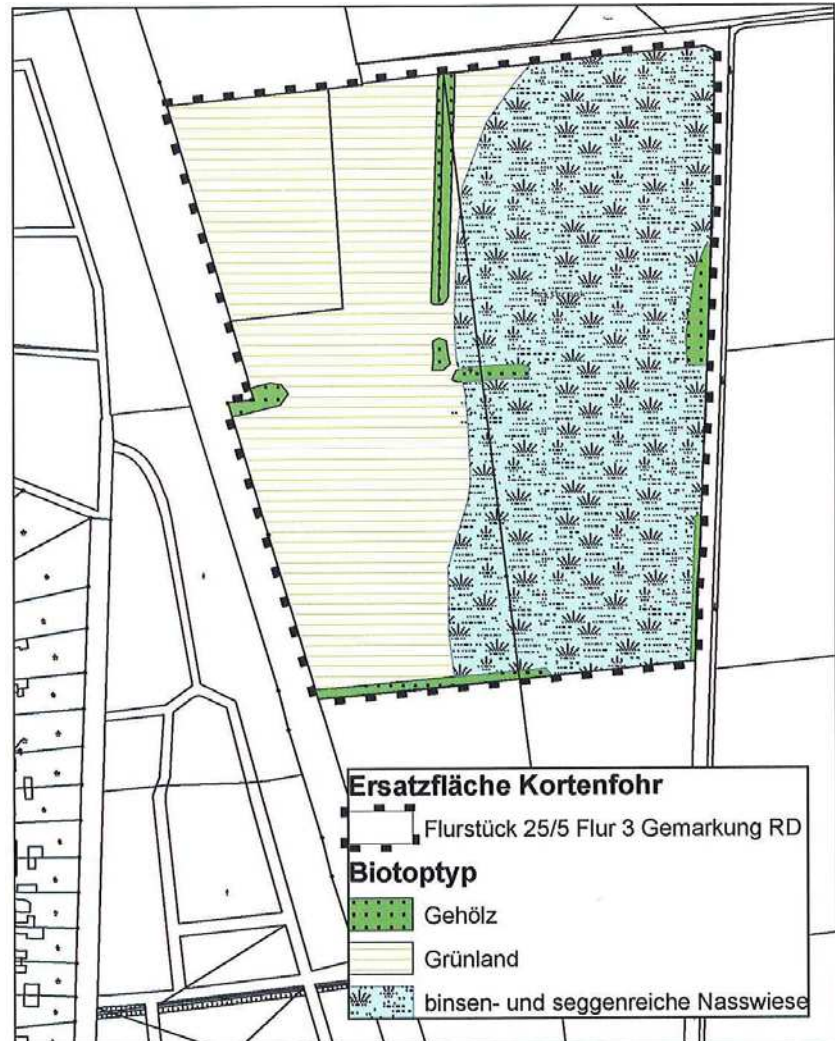 Ersatzfläche Kortenfohr
Flurstück 25/5 Flur 3 Gemarkung RD
Biotoptyp
Gehölz
Grünland
binsen- und seggenreiche Nasswiese